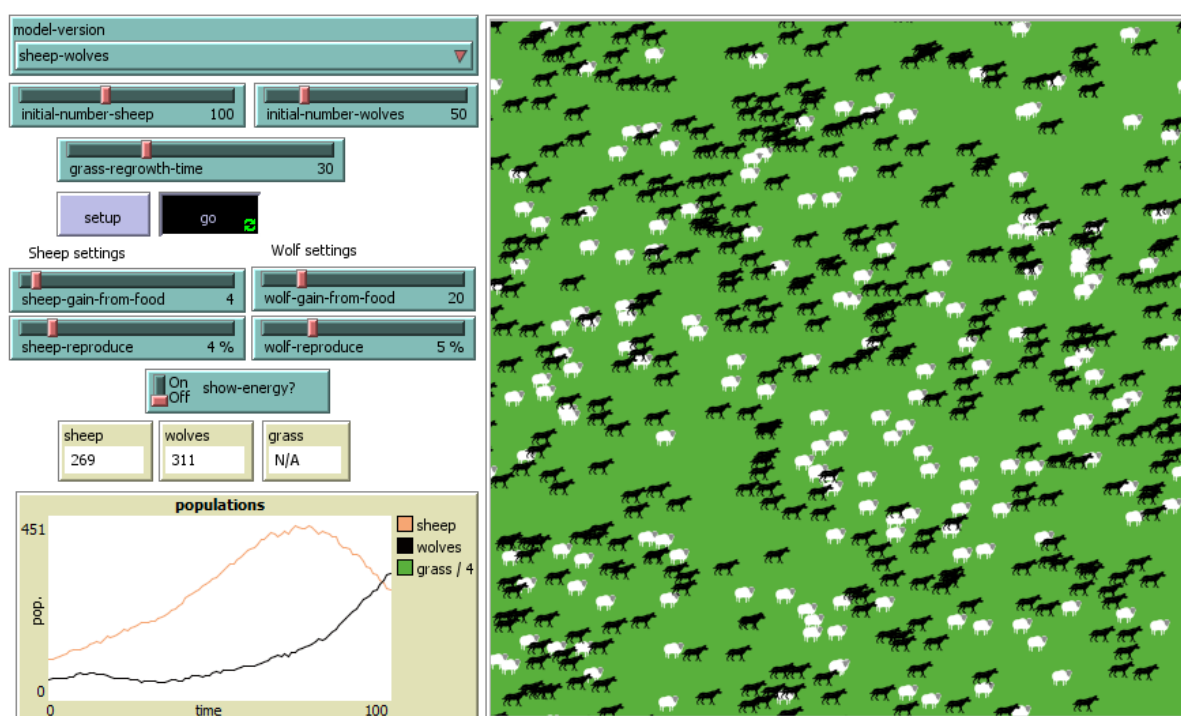 model-version
sheep-wolves
initial-number-sheep 100
initial-number-wolves 50
grass-regrowth-time 30
setup
go
Sheep settings
Wolf settings
sheep-gain-from-food 4
wolf-gain-from-food 20
sheep-reproduce 4 %
wolf-reproduce 5 %
On
Off
show-energy?
sheep
269
wolves
311
grass
N/A
populations
451
pop.
0
0
time
100
sheep
wolves
grass / 4